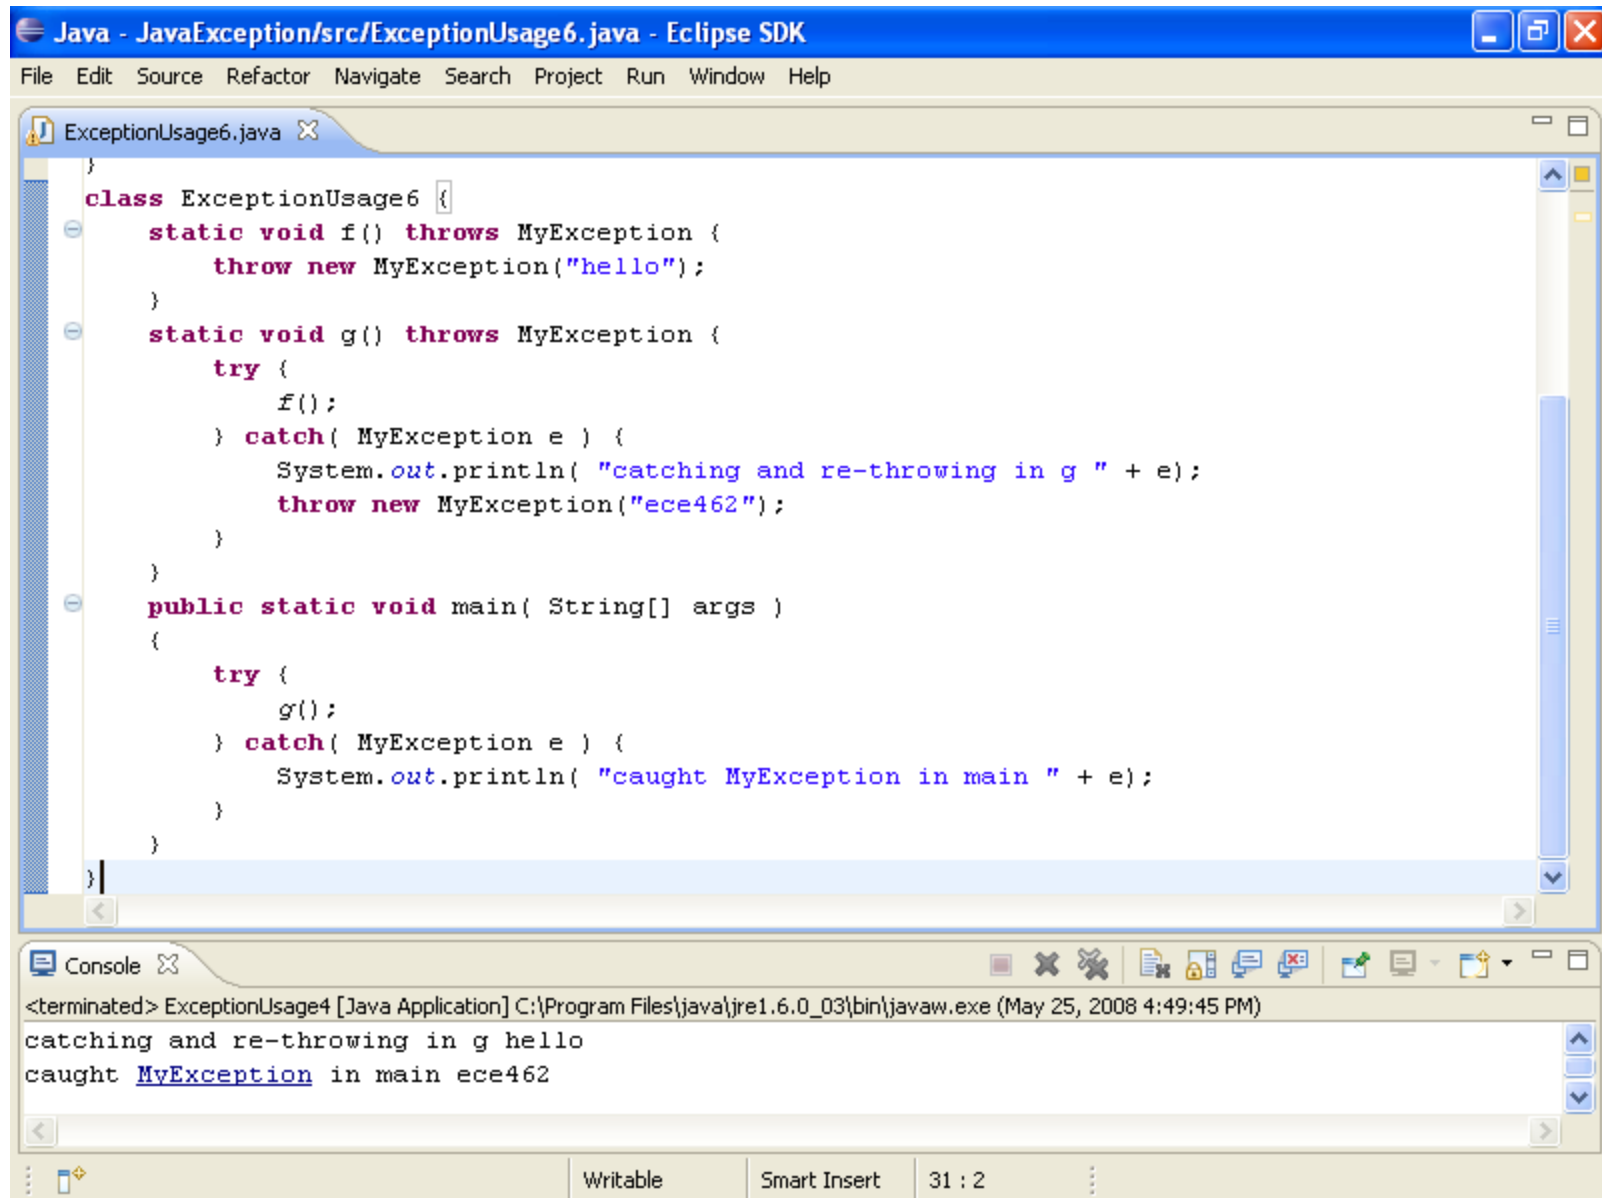 Java - JavaException/src/ExceptionUsage6.java - Eclipse SDK
File Edit Source Refactor Navigate Search Project Run Window Help
ExceptionUsage6.java
}
class ExceptionUsage6 {
static void f() throws MyException {
throw new MyException("hello");
}
static void g() throws MyException {
try {
f();
} catch( MyException e ) {
System.out.println( "catching and re-throwing in g " + e);
throw new MyException("ece462");
}
}
public static void main( String[] args )
{
try {
g();
} catch( MyException e ) {
System.out.println( "caught MyException in main " + e);
}
}
}
Console
<terminated> ExceptionUsage4 [Java Application] C:\Program Files\java\jre1.6.0_03\bin\javaw.exe (May 25, 2008 4:49:45 PM)
catching and re-throwing in g hello
caught MyException in main ece462
Writable Smart Insert 31 : 2